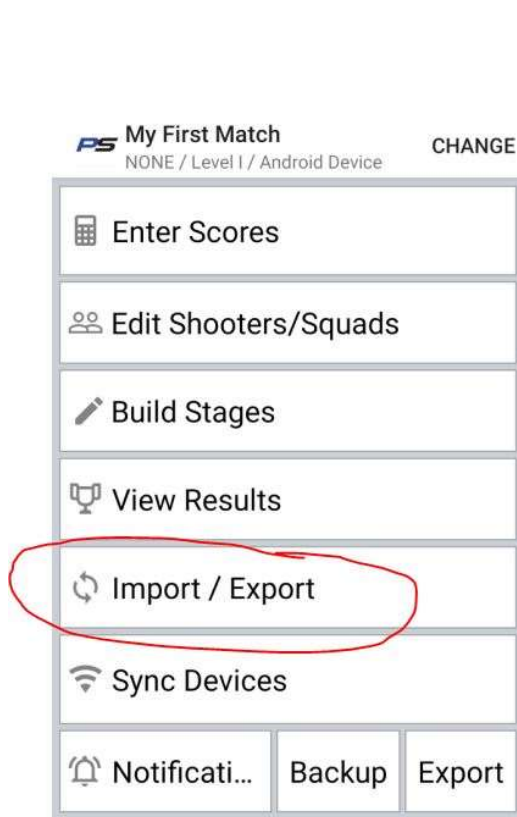 PS My First Match CHANGE
NONE / Level I / Android Device
Enter Scores
Edit Shooters/Squads
Build Stages
View Results
Import / Export
Sync Devices
Notificati... Backup Export